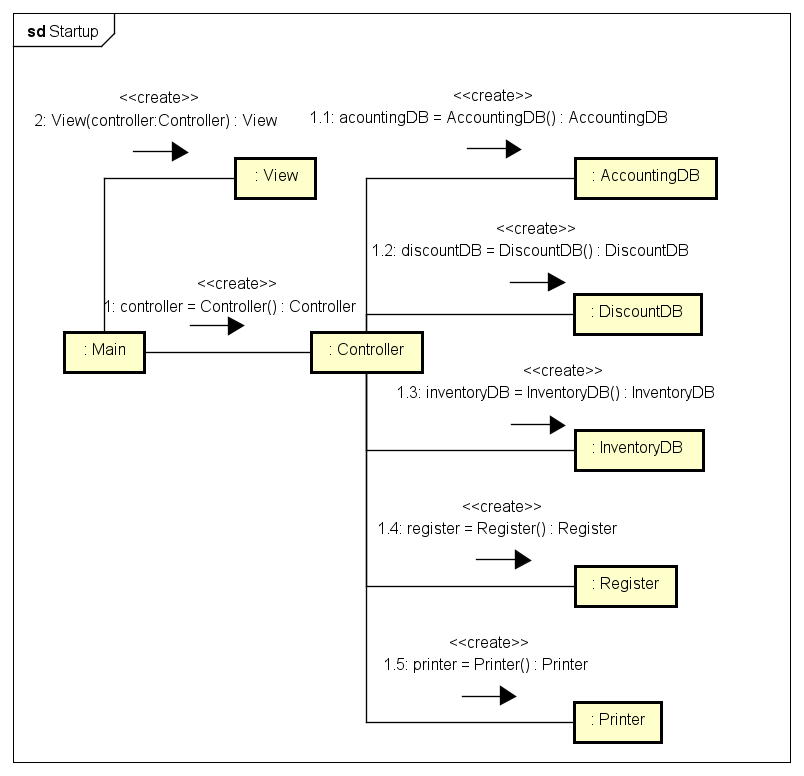 sd Startup
<<create>>
2: View(controller:Controller) : View
: View
<<create>>
1.1: acountingDB = AccountingDB() : AccountingDB
: AccountingDB
<<create>>
1.2: discountDB = DiscountDB() : DiscountDB
: DiscountDB
<<create>>
1: controller = Controller() : Controller
: Main
: Controller
<<create>>
1.3: inventoryDB = InventoryDB() : InventoryDB
: InventoryDB
<<create>>
1.4: register = Register() : Register
: Register
<<create>>
1.5: printer = Printer() : Printer
: Printer